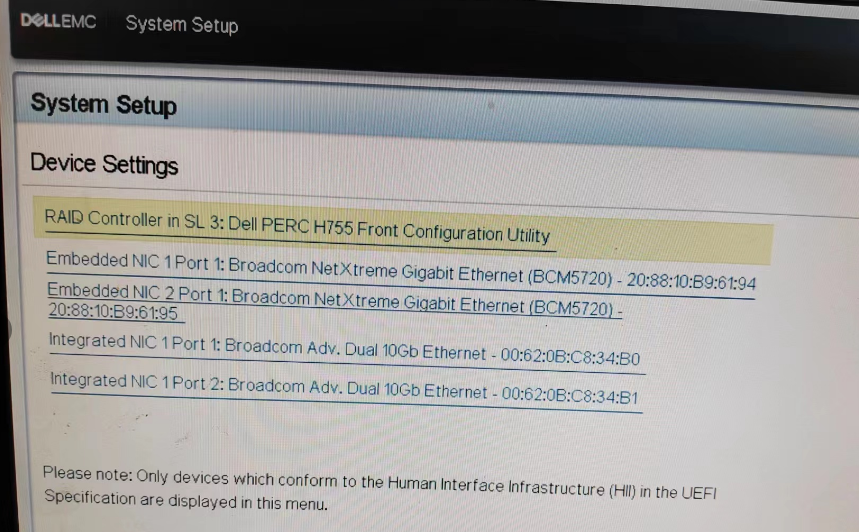 DELLEMC System Setup
System Setup
Device Settings
RAID Controller in SL 3: Dell PERC H755 Front Configuration Utility
Embedded NIC 1 Port 1: Broadcom NetXtreme Gigabit Ethernet (BCM5720) - 20:88:10:B9:61:94
Embedded NIC 2 Port 1: Broadcom NetXtreme Gigabit Ethernet (BCM5720) -
20:88:10:B9:61:95
Integrated NIC 1 Port 1: Broadcom Adv. Dual 10Gb Ethernet - 00:62:0B:C8:34:B0
Integrated NIC 1 Port 2: Broadcom Adv. Dual 10Gb Ethernet - 00:62:0B:C8:34:B1
Please note: Only devices which conform to the Human Interface Infrastructure (HII) in the UEFI
Specification are displayed in this menu.